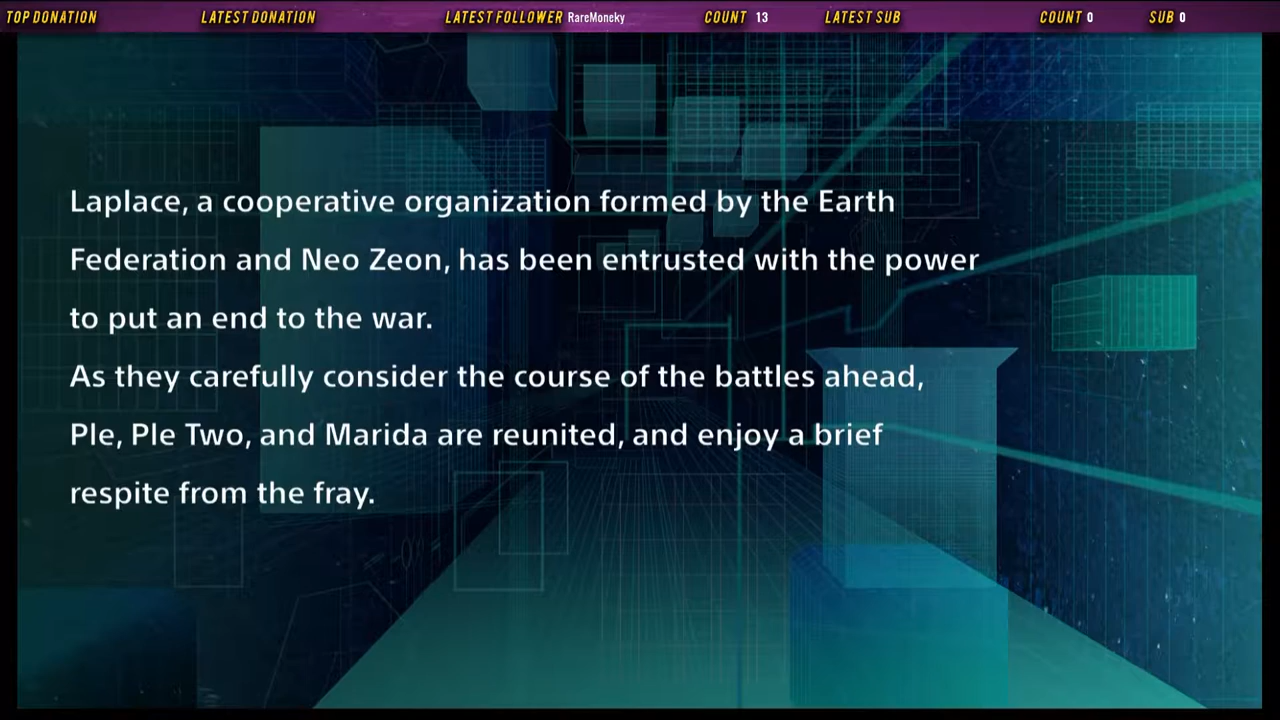 TOP DONATION LATEST DONATION LATEST FOLLOWER RareMoneky COUNT 13 LATEST SUB COUNT 0 SUB 0
Laplace, a cooperative organization formed by the Earth
Federation and Neo Zeon, has been entrusted with the power
to put an end to the war.
As they carefully consider the course of the battles ahead,
Ple, Ple Two, and Marida are reunited, and enjoy a brief
respite from the fray.